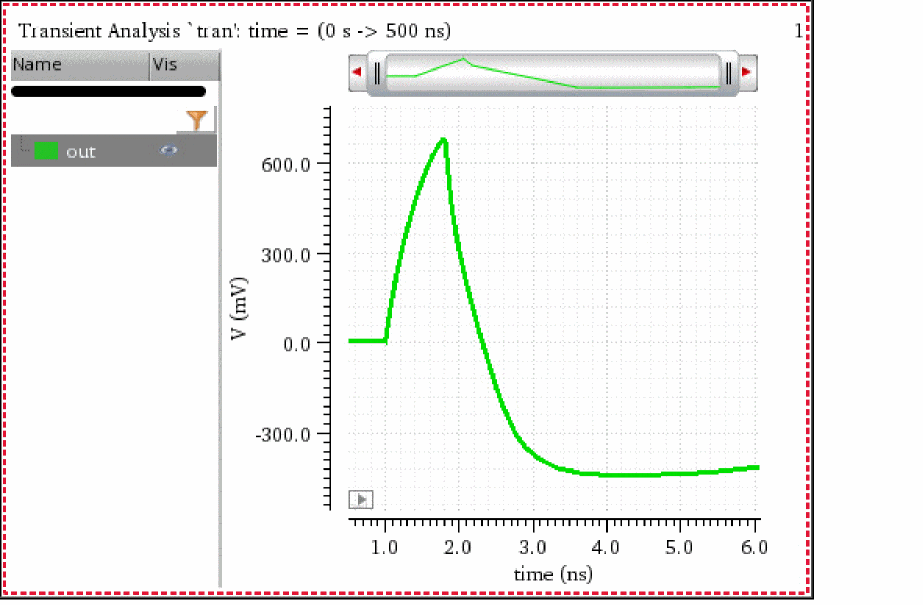 Transient Analysis `tran': time = (0 s -> 500 ns)
1
Name Vis
out
600.0
300.0
0.0
-300.0
V (mV)
1.0 2.0 3.0 4.0 5.0 6.0
time (ns)